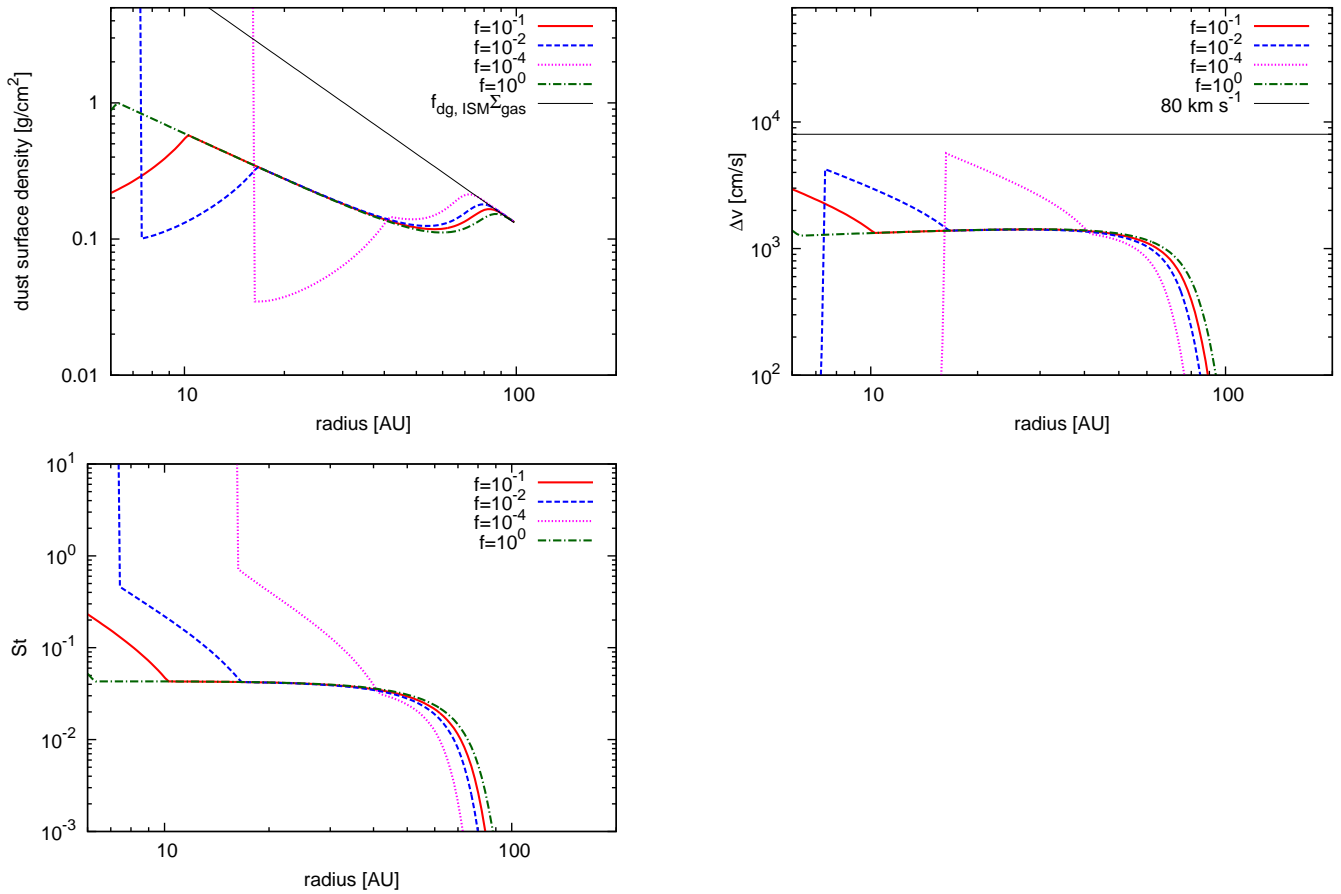 dust surface density [g/cm²]
1
0.1
0.01
10
100
radius [AU]
f=10⁻¹
f=10⁻²
f=10⁻⁴
f=10⁰
f_dg, ISM Σ_gas
Δv [cm/s]
10⁴
10³
10²
10
100
radius [AU]
f=10⁻¹
f=10⁻²
f=10⁻⁴
f=10⁰
80 km s⁻¹
St
10¹
10⁰
10⁻¹
10⁻²
10⁻³
10
100
radius [AU]
f=10⁻¹
f=10⁻²
f=10⁻⁴
f=10⁰